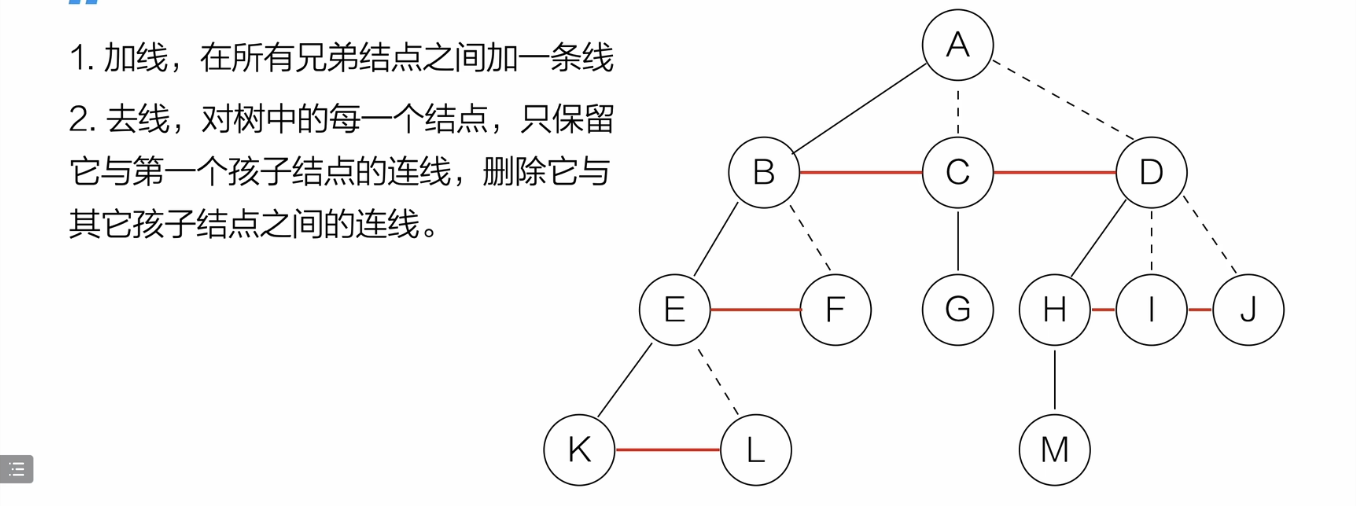 1. 加线，在所有兄弟结点之间加一条线
2. 去线，对树中的每一个结点，只保留
它与第一个孩子结点的连线，删除它与
其它孩子结点之间的连线。
A
B C D
E F G H I J
K L M